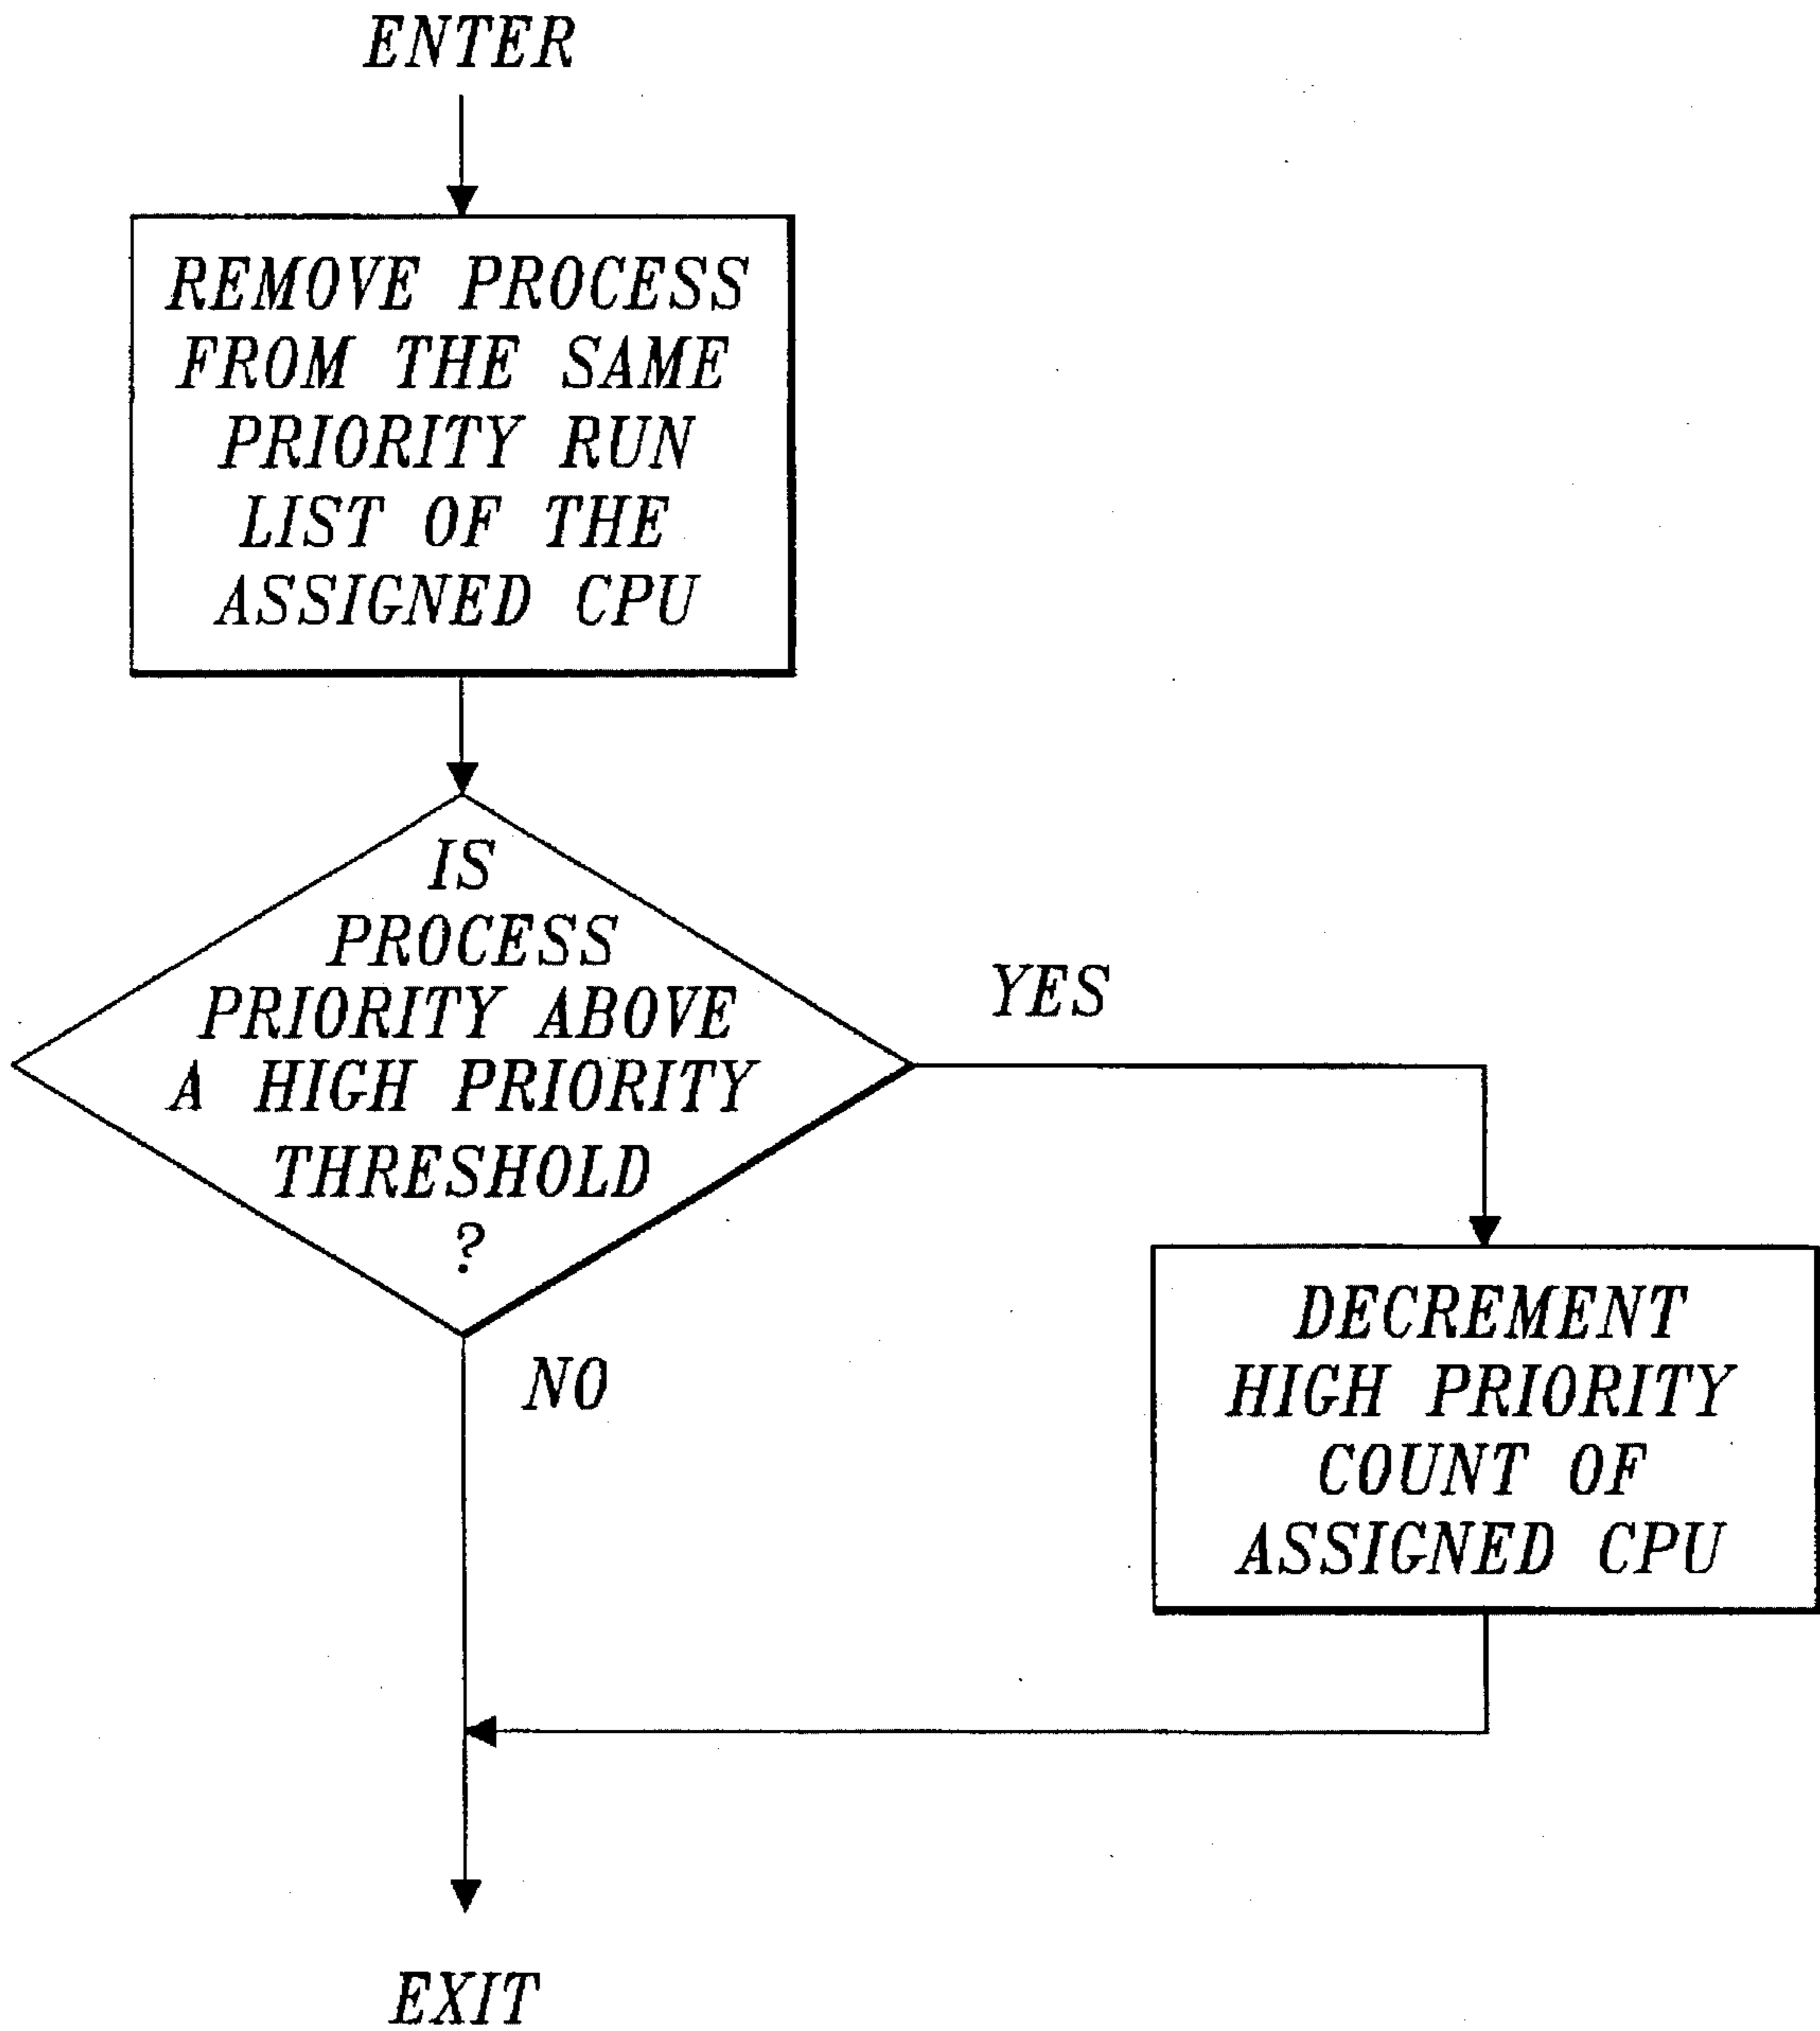 ENTER
REMOVE PROCESS
FROM THE SAME
PRIORITY RUN
LIST OF THE
ASSIGNED CPU
IS
PROCESS
PRIORITY ABOVE
A HIGH PRIORITY
THRESHOLD
?
YES
NO
DECREMENT
HIGH PRIORITY
COUNT OF
ASSIGNED CPU
EXIT